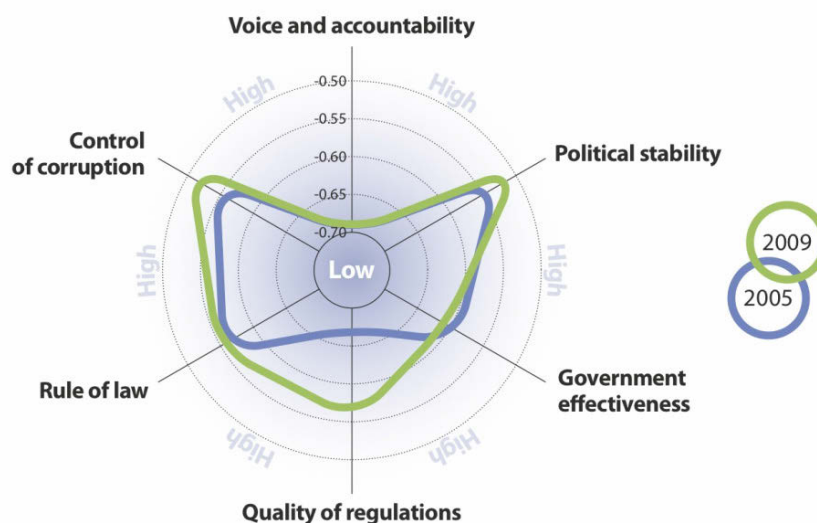 Voice and accountability
-0.50
-0.55
-0.60
-0.65
-0.70
High
High
Control
of corruption
Political stability
High
Low
High
2009
2005
Rule of law
Government
effectiveness
High
High
Quality of regulations